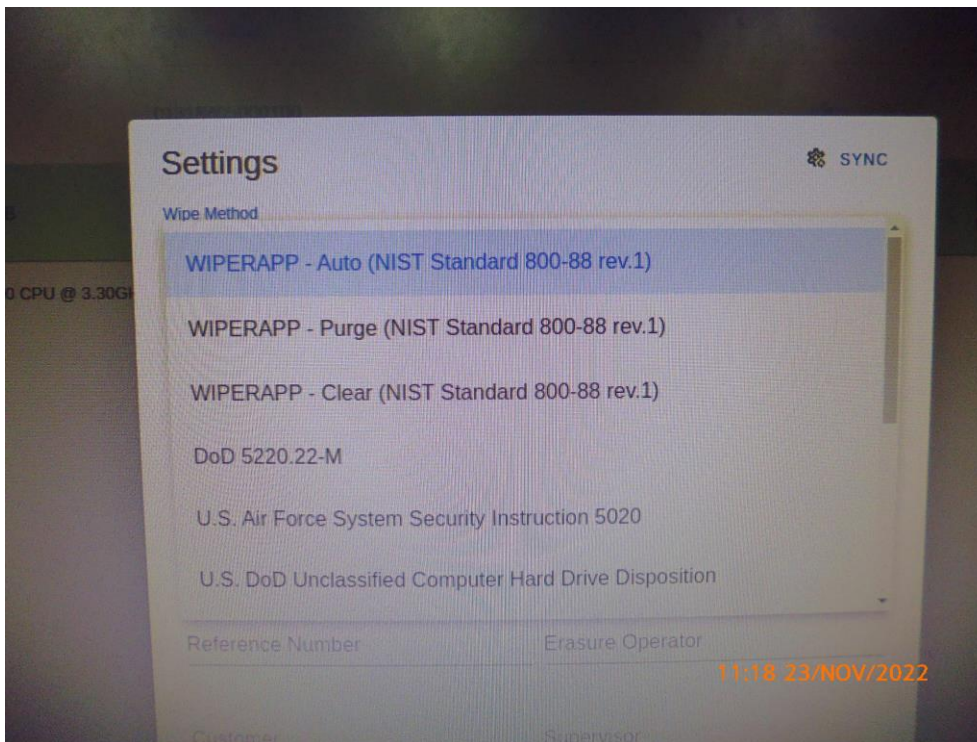 Settings
SYNC
Wipe Method
WIPERAPP - Auto (NIST Standard 800-88 rev.1)
0 CPU @ 3.30GH
WIPERAPP - Purge (NIST Standard 800-88 rev.1)
WIPERAPP - Clear (NIST Standard 800-88 rev.1)
DoD 5220.22-M
U.S. Air Force System Security Instruction 5020
U.S. DoD Unclassified Computer Hard Drive Disposition
Reference Number
Erasure Operator
11:18 23/NOV/2022
Customer
Supervisor